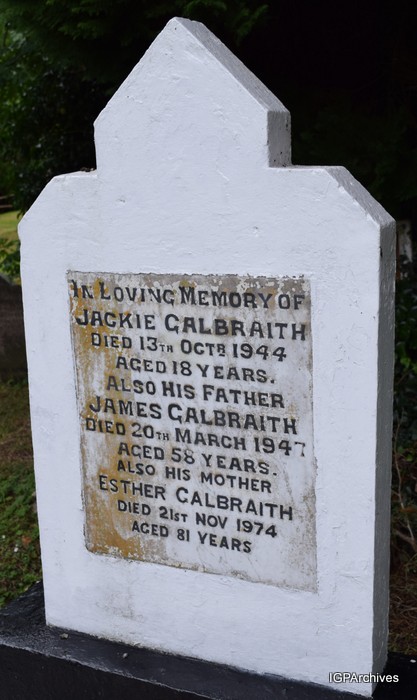 In Loving Memory of
Jackie Galbraith
Died 13th Octr 1944
Aged 18 Years.
Also His Father
James Galbraith
Died 20th March 1947
Aged 58 Years.
Also His Mother
Esther Galbraith
Died 21st Nov 1974
Aged 81 Years
IGPArchives